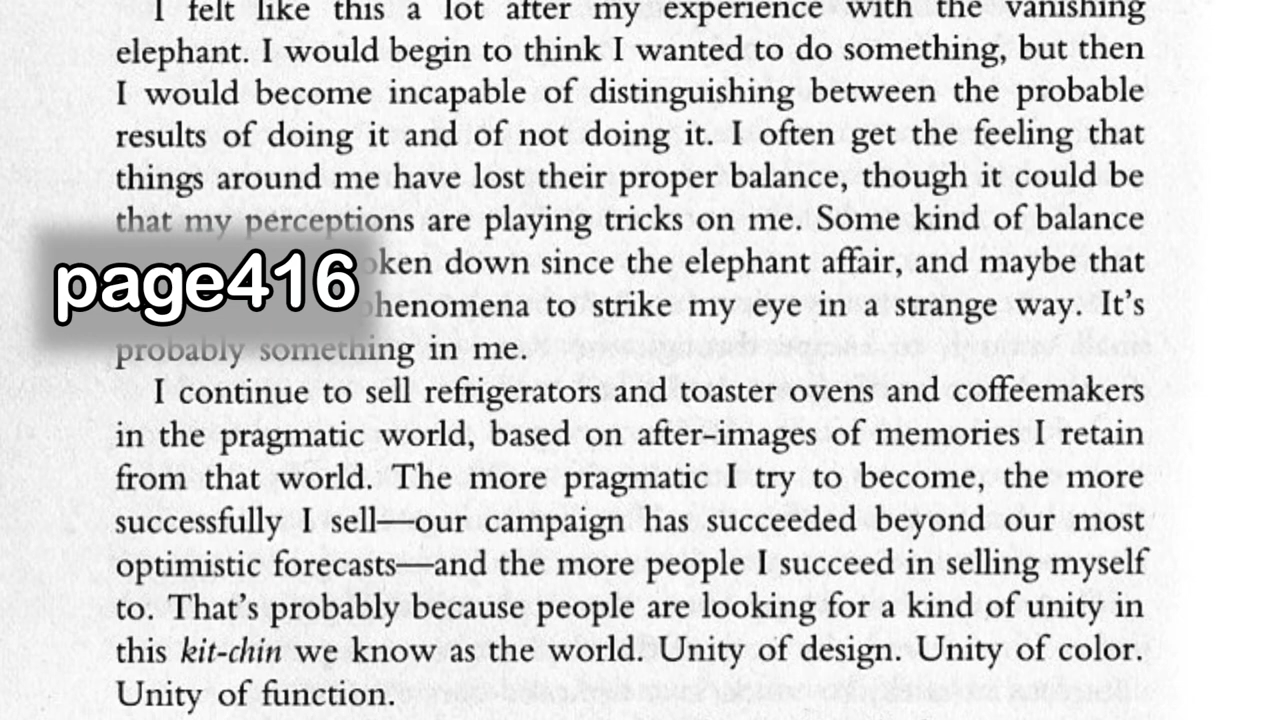 I felt like this a lot after my experience with the vanishing
elephant. I would begin to think I wanted to do something, but then
I would become incapable of distinguishing between the probable
results of doing it and of not doing it. I often get the feeling that
things around me have lost their proper balance, though it could be
that my perceptions are playing tricks on me. Some kind of balance
oken down since the elephant affair, and maybe that
page416
phenomena to strike my eye in a strange way. It's
probably something in me.
I continue to sell refrigerators and toaster ovens and coffeemakers
in the pragmatic world, based on after-images of memories I retain
from that world. The more pragmatic I try to become, the more
successfully I sell—our campaign has succeeded beyond our most
optimistic forecasts—and the more people I succeed in selling myself
to. That's probably because people are looking for a kind of unity in
this kit-chin we know as the world. Unity of design. Unity of color.
Unity of function.